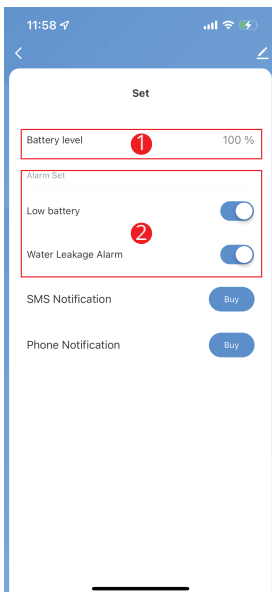 11:58
Set
Battery level 1 100 %
Alarm Set
Low battery
2
Water Leakage Alarm
SMS Notification Buy
Phone Notification Buy